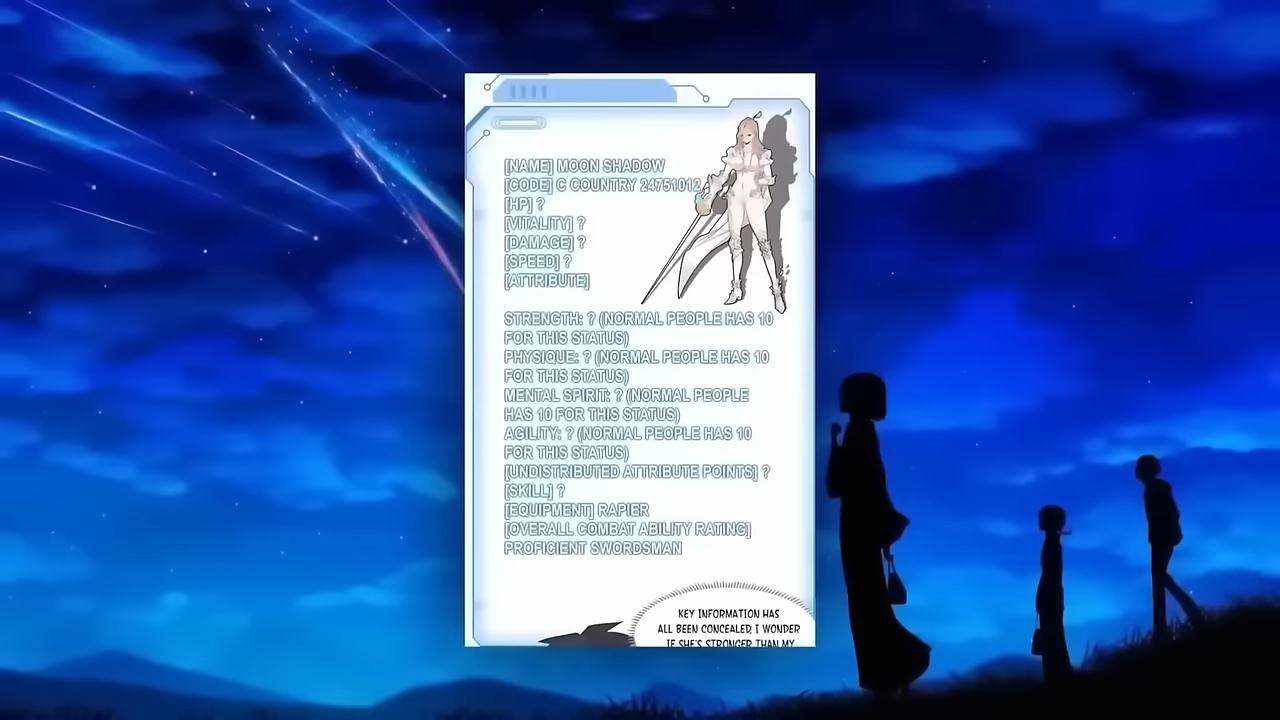 [NAME] MOON SHADOW
[CODE] C COUNTRY 24751012
[HP] ?
[VITALITY] ?
[DAMAGE] ?
[SPEED] ?
[ATTRIBUTE]
STRENGTH: ? (NORMAL PEOPLE HAS 10
FOR THIS STATUS)
PHYSIQUE: ? (NORMAL PEOPLE HAS 10
FOR THIS STATUS)
MENTAL SPIRIT: ? (NORMAL PEOPLE
HAS 10 FOR THIS STATUS)
AGILITY: ? (NORMAL PEOPLE HAS 10
FOR THIS STATUS)
[UNDISTRIBUTED ATTRIBUTE POINTS] ?
[SKILL] ?
[EQUIPMENT] RAPIER
[OVERALL COMBAT ABILITY RATING]
PROFICIENT SWORDSMAN
KEY INFORMATION HAS
ALL BEEN CONCEALED, I WONDER
IF SHE'S STRONGER THAN MY